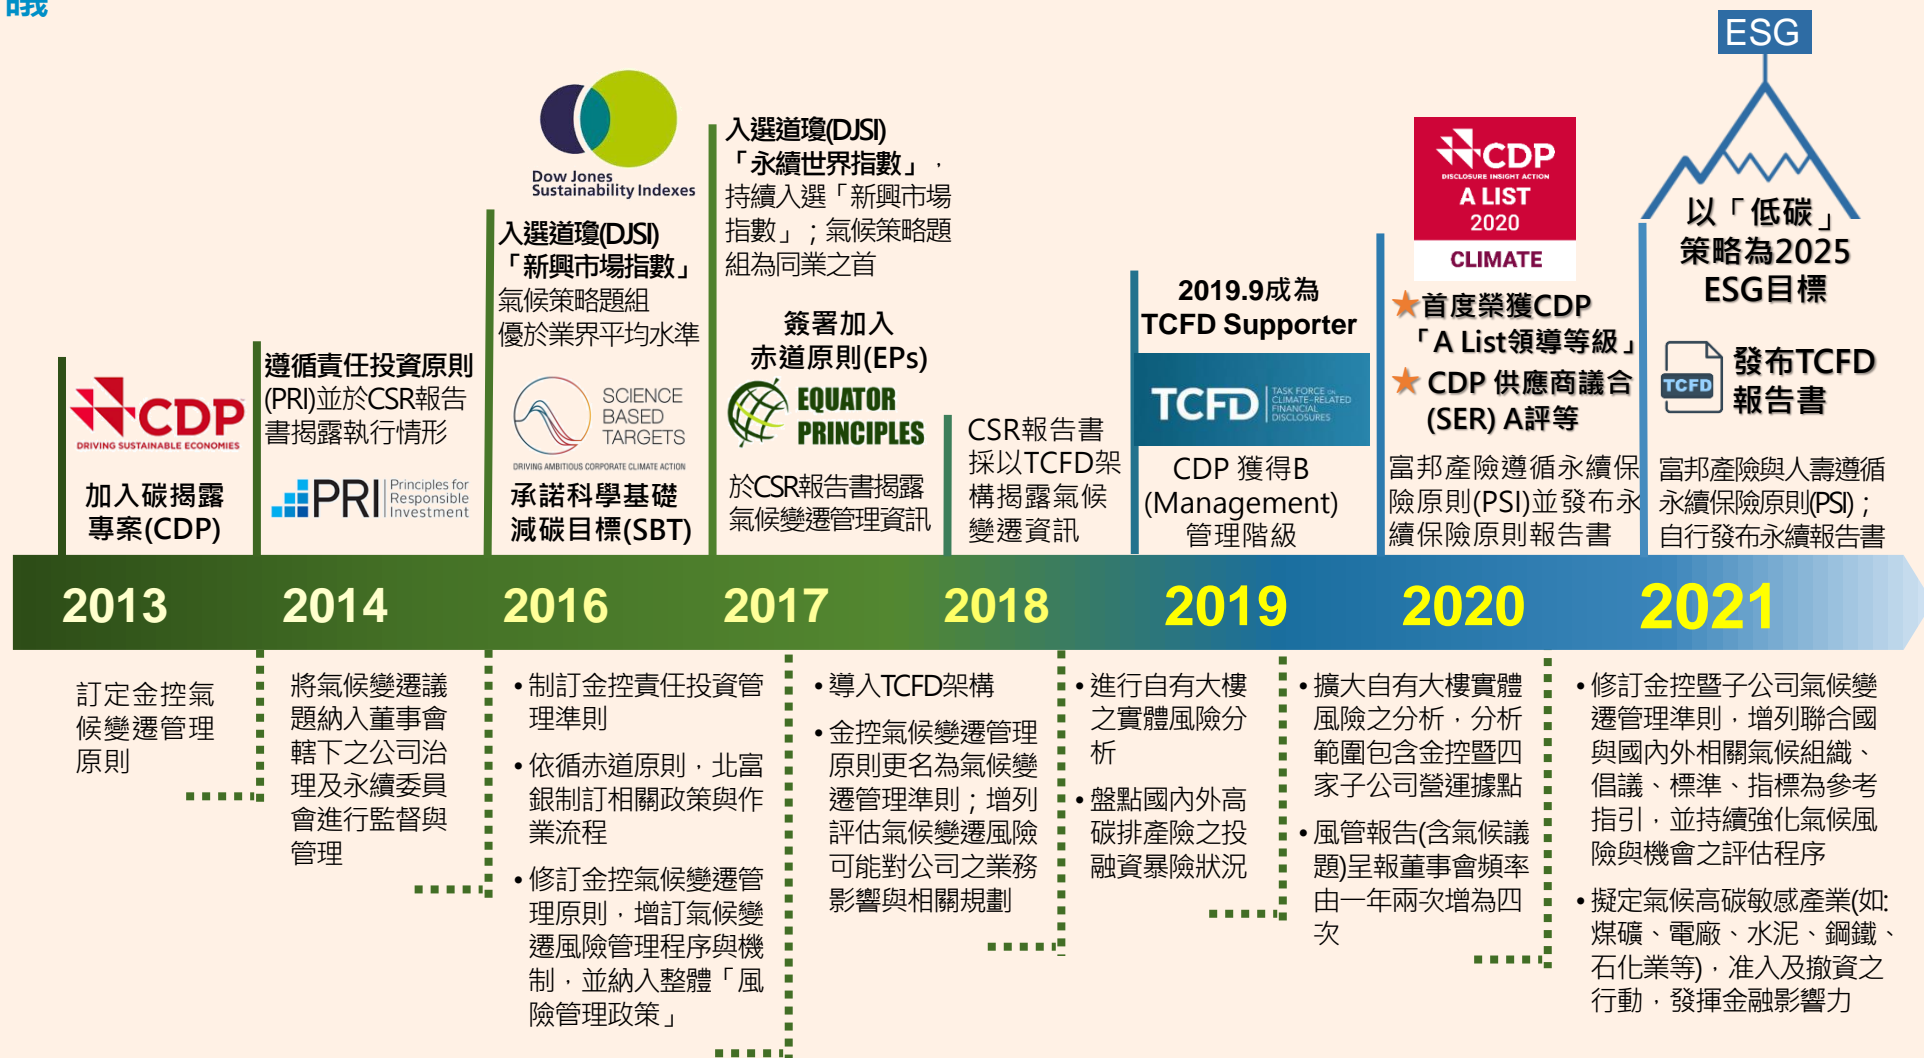 CDP
DRIVING SUSTAINABLE ECONOMIES
加入碳揭露
專案(CDP)
遵循責任投資原則
(PRI)並於CSR報告
書揭露執行情形
PRI
Principles for
Responsible
Investment
Dow Jones
Sustainability Indexes
入選道瓊(DJSI)
「新興市場指數」
氣候策略題組
優於業界平均水準
SCIENCE
BASED
TARGETS
DRIVING AMBITIOUS CORPORATE CLIMATE ACTION
承諾科學基礎
減碳目標(SBT)
入選道瓊(DJSI)
「永續世界指數」，
持續入選「新興市場
指數」；氣候策略題
組為同業之首
簽署加入
赤道原則(EPs)
EQUATOR
PRINCIPLES
於CSR報告書揭露
氣候變遷管理資訊
CSR報告書
採以TCFD架
構揭露氣候
變遷資訊
2019.9成為
TCFD Supporter
TCFD
TASK FORCE ON
CLIMATE-RELATED
FINANCIAL
DISCLOSURES
CDP 獲得B
(Management)
管理階級
CDP
DISCLOSURE INSIGHT ACTION
A LIST
2020
CLIMATE
★首度榮獲CDP
「A List領導等級」
★ CDP 供應商議合
(SER) A評等
富邦產險遵循永續保
險原則(PSI)並發布永
續保險原則報告書
ESG
以「低碳」
策略為2025
ESG目標
TCFD
發布TCFD
報告書
富邦產險與人壽遵循
永續保險原則(PSI)；
自行發布永續報告書
2013
2014
2016
2017
2018
2019
2020
2021
訂定金控氣
候變遷管理
原則
將氣候變遷議
題納入董事會
轄下之公司治
理及永續委員
會進行監督與
管理
•制訂金控責任投資管
理準則
•依循赤道原則，北富
銀制訂相關政策與作
業流程
•修訂金控氣候變遷管
理原則，增訂氣候變
遷風險管理程序與機
制，並納入整體「風
險管理政策」
•導入TCFD架構
•金控氣候變遷管理
原則更名為氣候變
遷管理準則；增列
評估氣候變遷風險
可能對公司之業務
影響與相關規劃
•進行自有大樓
之實體風險分
析
•盤點國內外高
碳排產險之投
融資暴險狀況
•擴大自有大樓實體
風險之分析，分析
範圍包含金控暨四
家子公司營運據點
•風管報告(含氣候議
題)呈報董事會頻率
由一年兩次增為四
次
•修訂金控暨子公司氣候變
遷管理準則，增列聯合國
與國內外相關氣候組織、
倡議、標準、指標為參考
指引，並持續強化氣候風
險與機會之評估程序
•擬定氣候高碳敏感產業(如:
煤礦、電廠、水泥、鋼鐵、
石化業等)，准入及撤資之
行動，發揮金融影響力